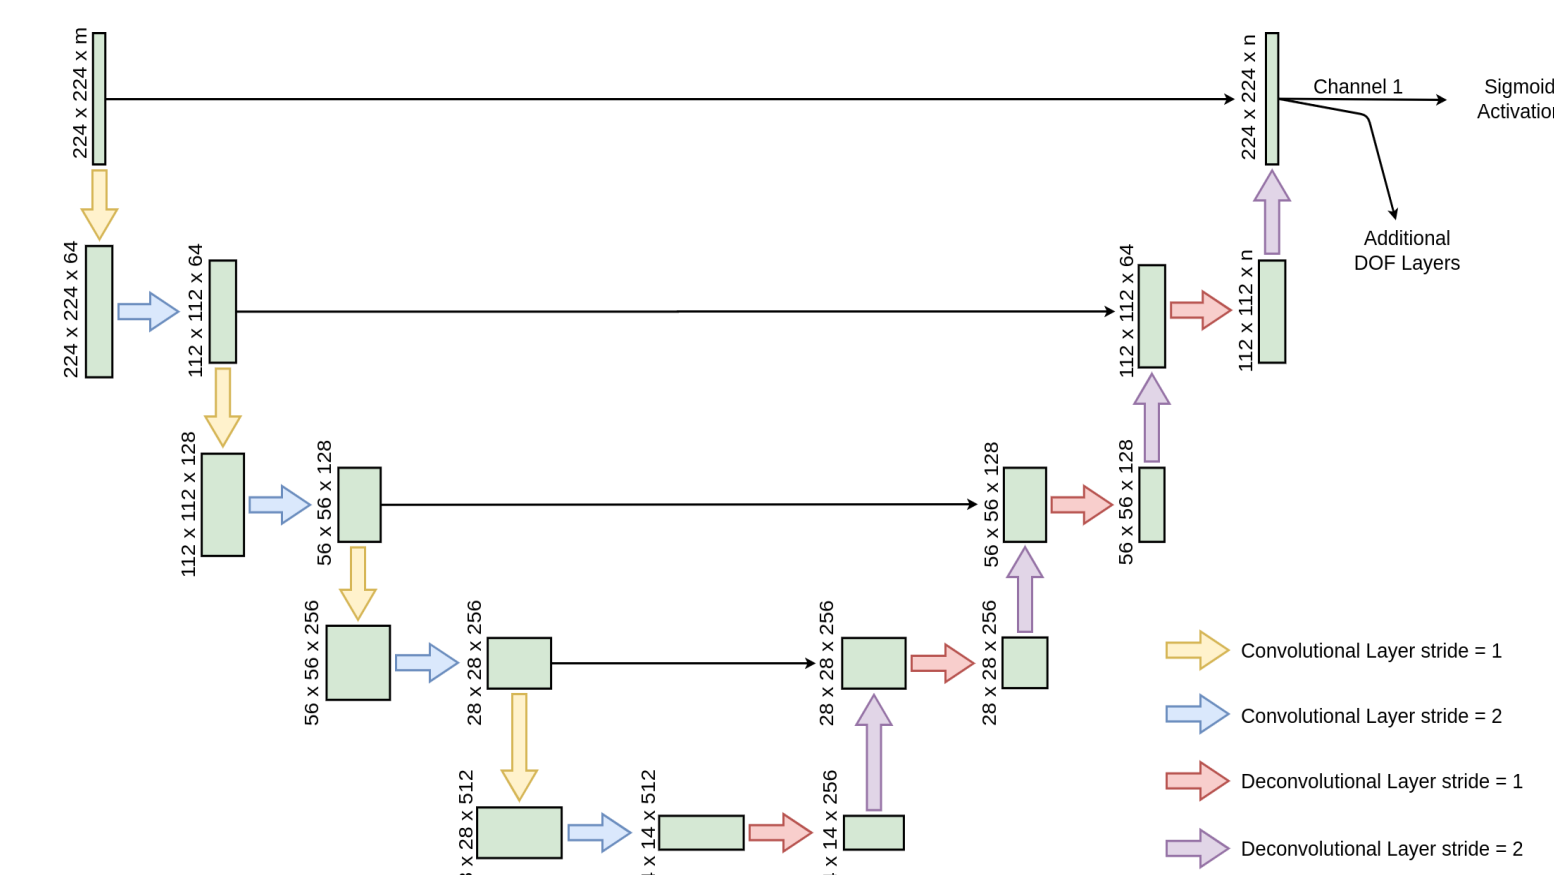 224 x 224 x m
224 x 224 x n
Channel 1
Sigmoid
Activation
224 x 224 x 64
112 x 112 x 64
112 x 112 x 64
112 x 112 x n
Additional
DOF Layers
112 x 112 x 128
56 x 56 x 128
56 x 56 x 128
56 x 56 x 128
56 x 56 x 256
28 x 28 x 256
28 x 28 x 256
28 x 28 x 256
Convolutional Layer stride = 1
Convolutional Layer stride = 2
Deconvolutional Layer stride = 1
Deconvolutional Layer stride = 2
x 28 x 512
x 14 x 512
x 14 x 256